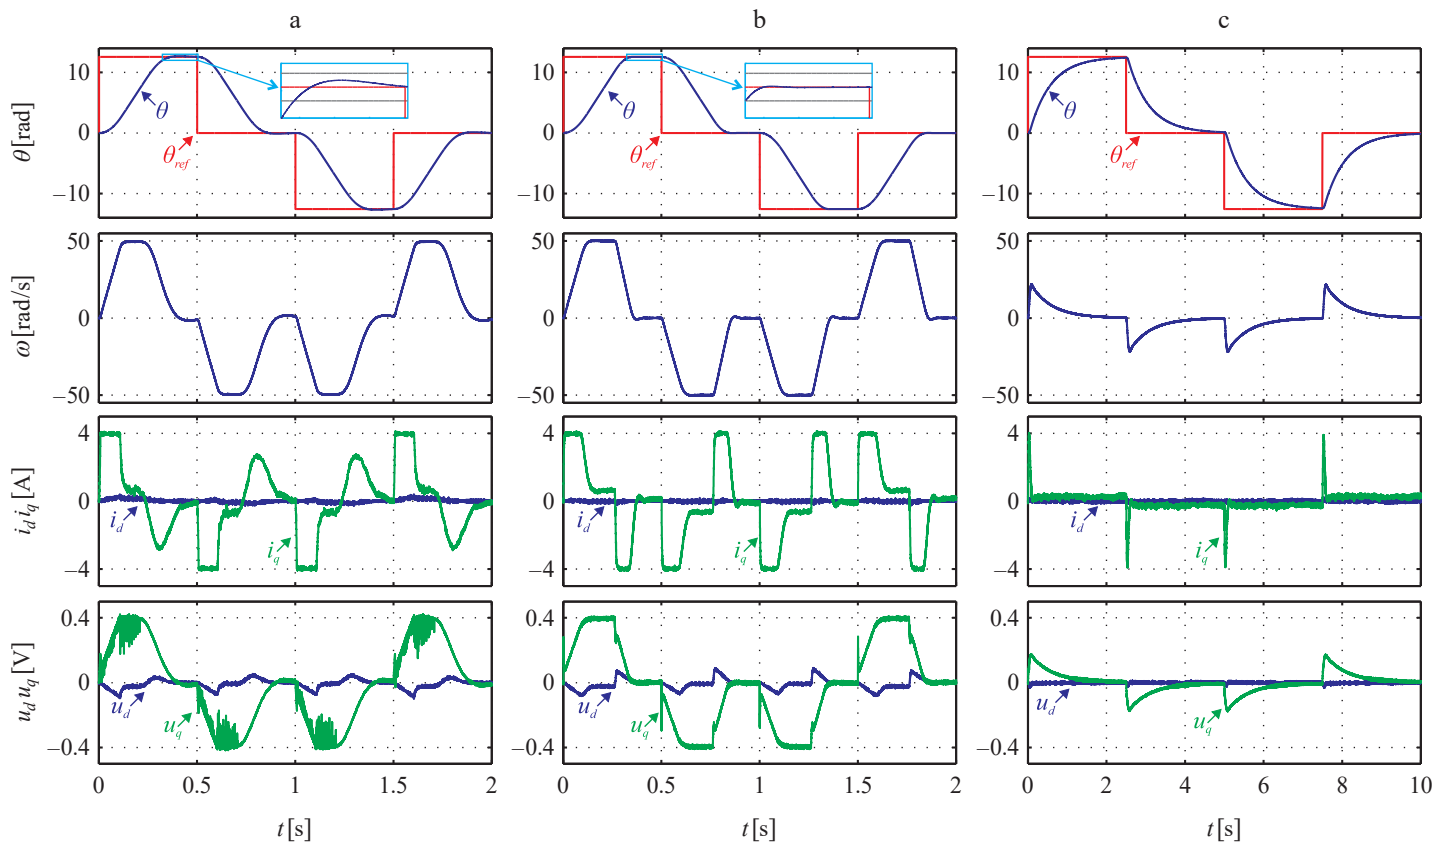 a b c
10
0
−10
θ [rad]
θ
θref
θ
θref
10
0
−10
θ
θref
10
0
−10
50
0
−50
ω [rad/s]
50
0
−50
50
0
−50
4
0
−4
id iq [A]
id
iq
4
0
−4
id
iq
4
0
−4
id
iq
0.4
0
−0.4
ud uq [V]
ud
uq
0.4
0
−0.4
ud
uq
0.4
0
−0.4
ud
uq
0 0.5 1 1.5 2
0 0.5 1 1.5 2
0 2 4 6 8 10
t [s] t [s] t [s]